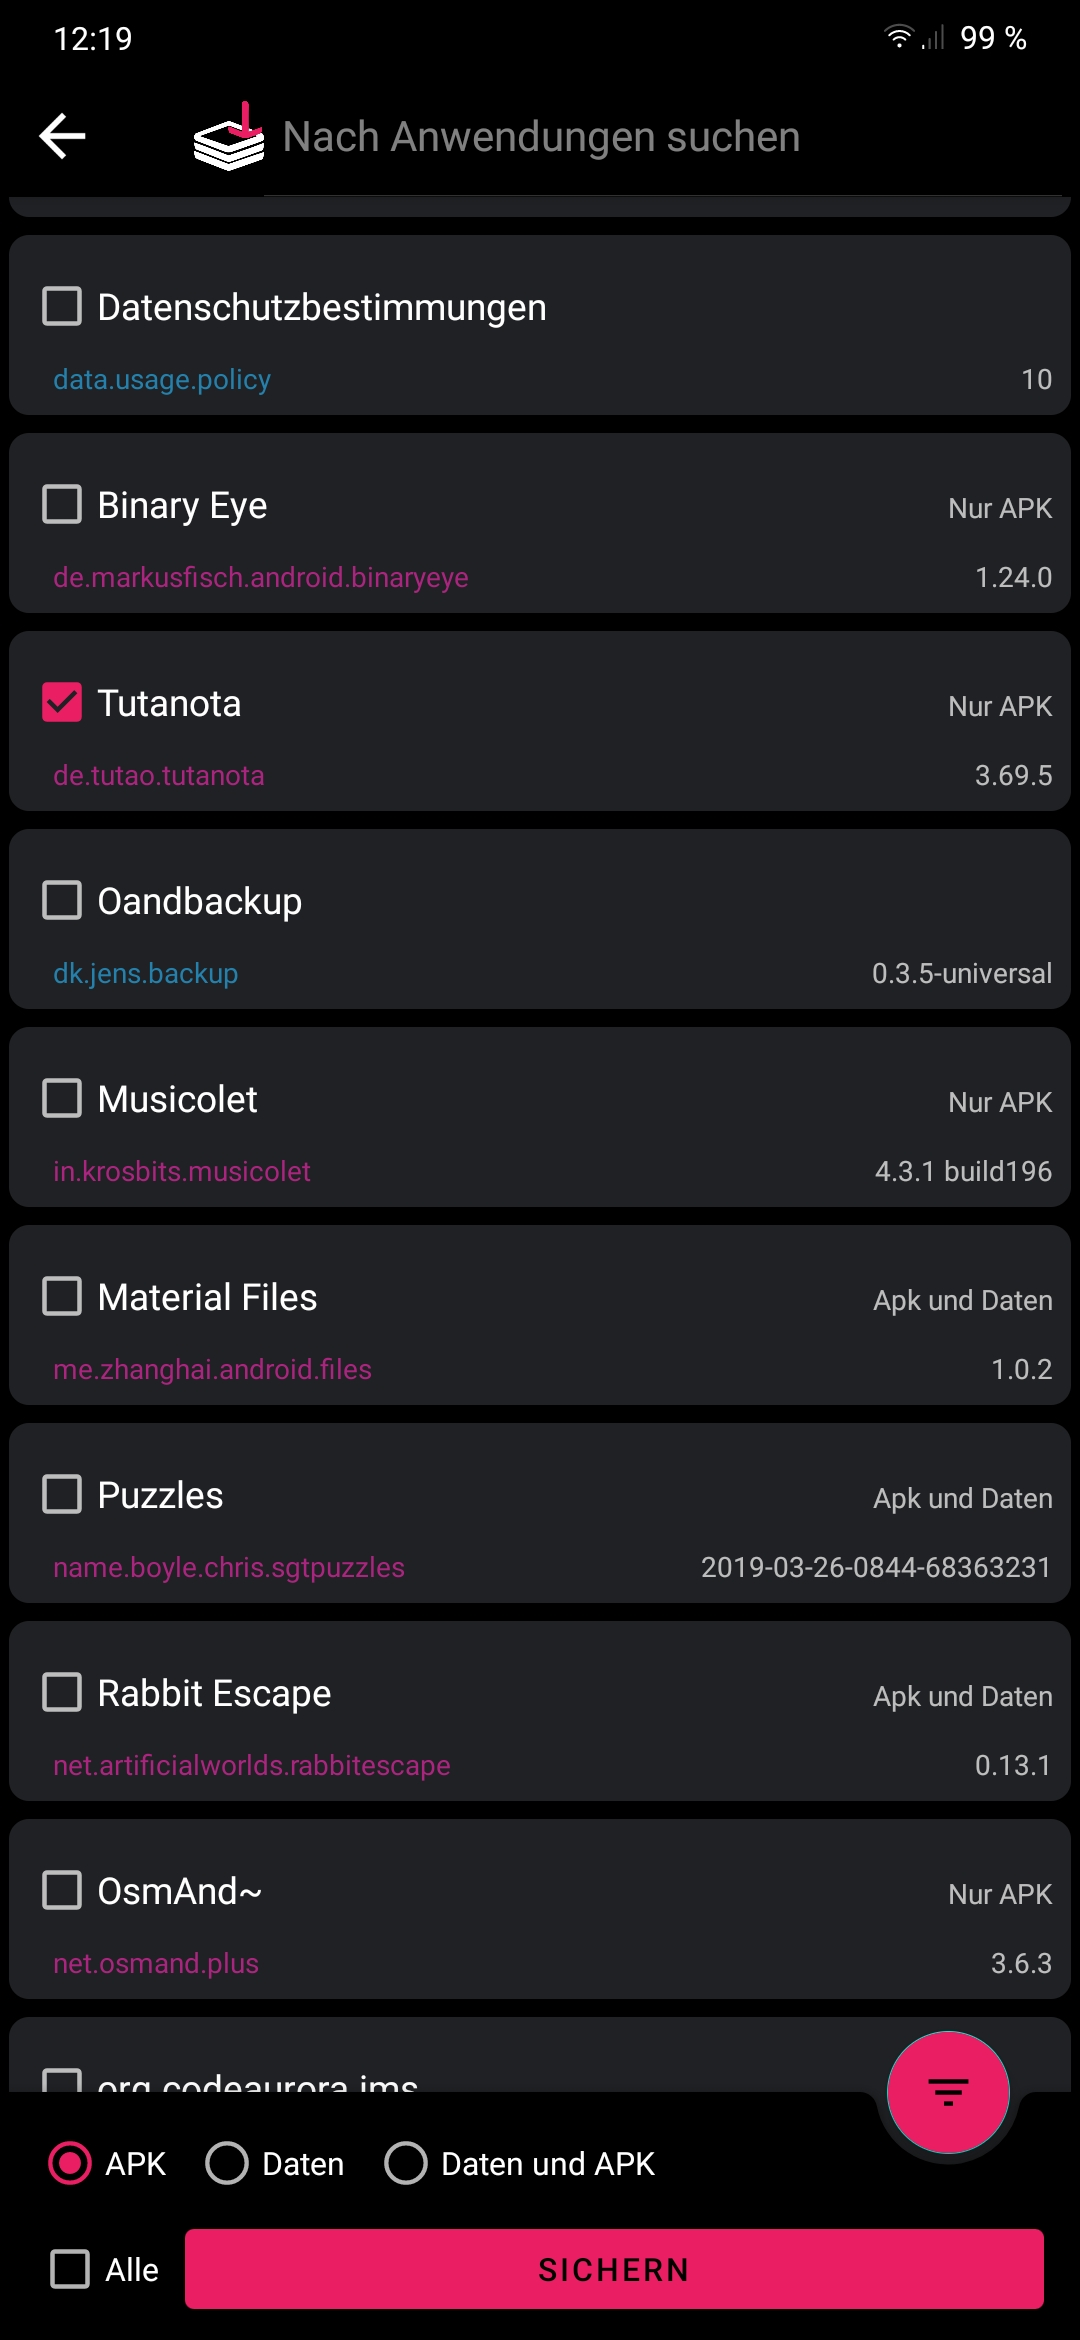 12:19
99 %
Nach Anwendungen suchen
Datenschutzbestimmungen
data.usage.policy 10
Binary Eye Nur APK
de.markusfisch.android.binaryeye 1.24.0
Tutanota Nur APK
de.tutao.tutanota 3.69.5
Oandbackup
dk.jens.backup 0.3.5-universal
Musicolet Nur APK
in.krosbits.musicolet 4.3.1 build196
Material Files Apk und Daten
me.zhanghai.android.files 1.0.2
Puzzles Apk und Daten
name.boyle.chris.sgtpuzzles 2019-03-26-0844-68363231
Rabbit Escape Apk und Daten
net.artificialworlds.rabbitescape 0.13.1
OsmAnd~ Nur APK
net.osmand.plus 3.6.3
org.codeaurora.ims
APK Daten Daten und APK
Alle SICHERN